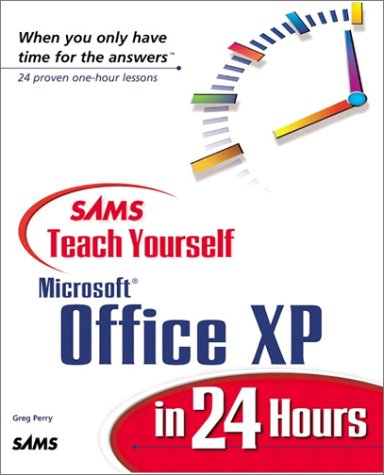 When you only have
time for the answers™
24 proven one-hour lessons
SAMS
Teach Yourself
Microsoft®
Office XP
in 24 Hours
Greg Perry
SAMS